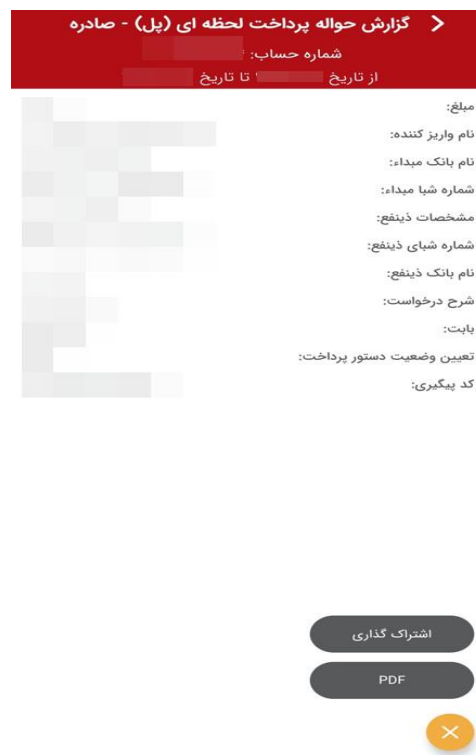 گزارش حواله پرداخت لحظه ای (پل) - صادره
شماره حساب:
از تاریخ تا تاریخ
مبلغ:
نام واریز کننده:
نام بانک مبداء:
شماره شبا مبداء:
مشخصات ذینفع:
شماره شبای ذینفع:
نام بانک ذینفع:
شرح درخواست:
بابت:
تعیین وضعیت دستور پرداخت:
کد پیگیری:
اشتراک گذاری
PDF